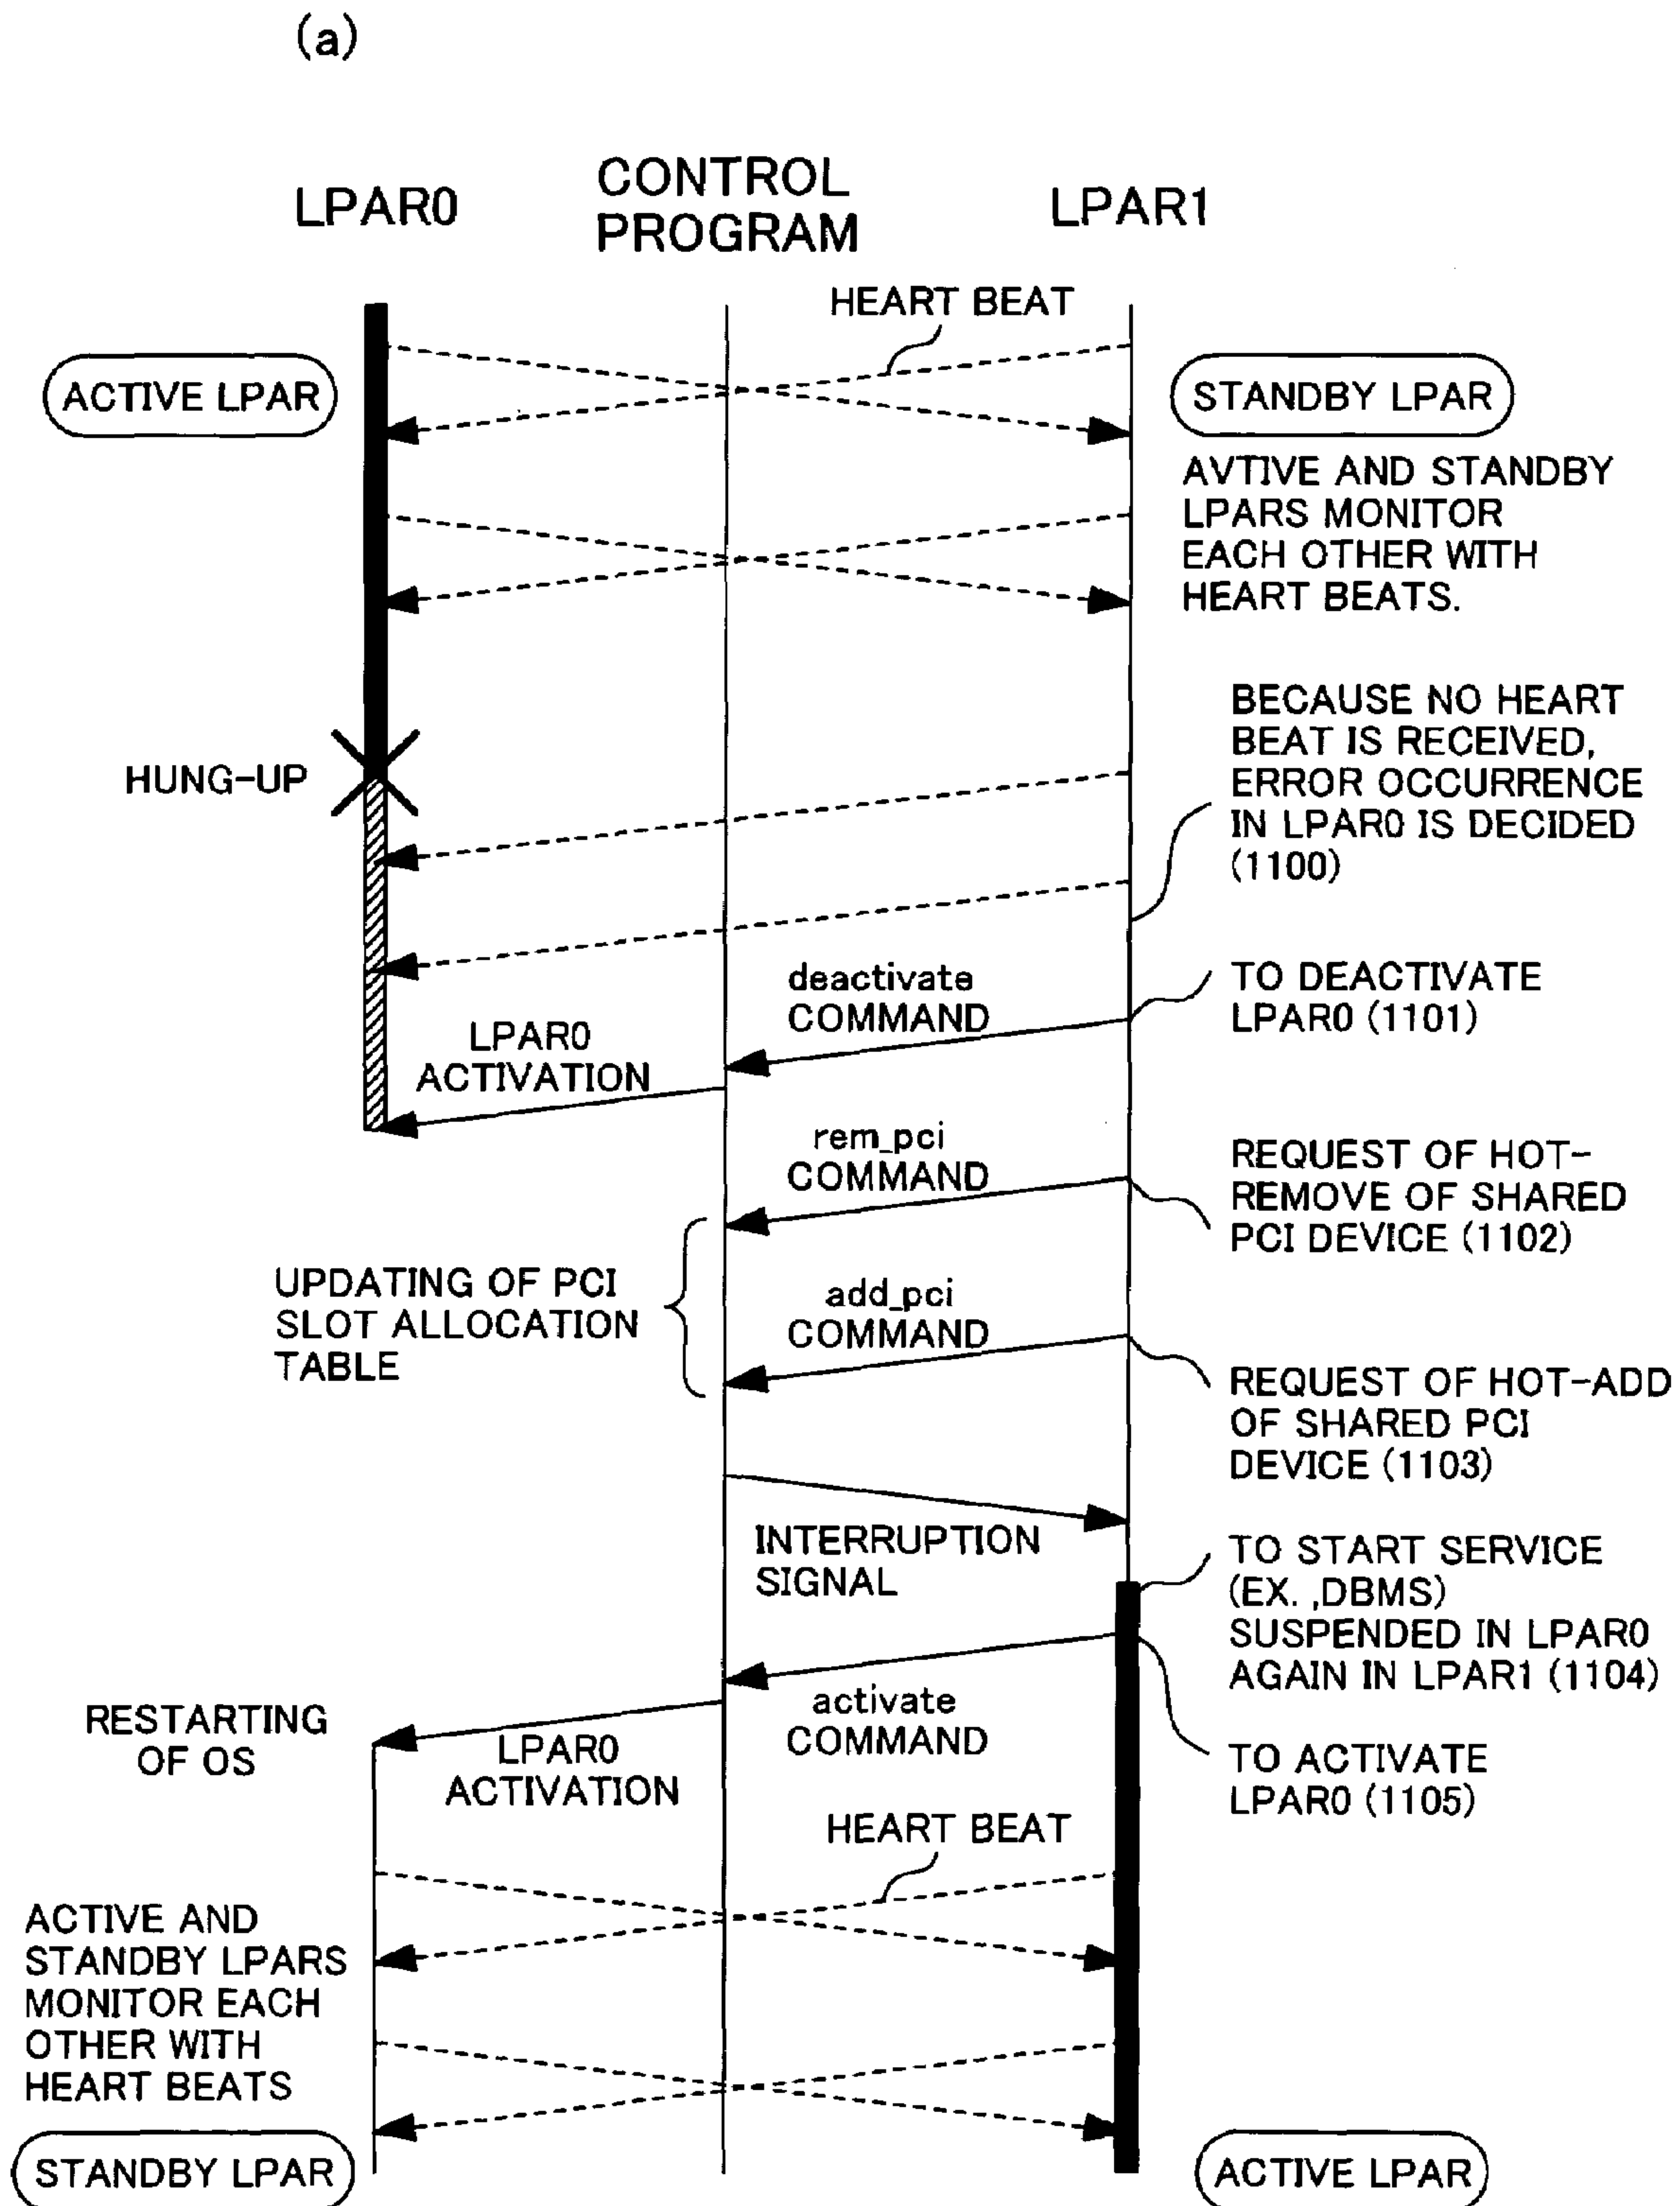 (a)
LPAR0
CONTROL
PROGRAM
LPAR1
HEART BEAT
ACTIVE LPAR
STANDBY LPAR
AVTIVE AND STANDBY
LPARS MONITOR
EACH OTHER WITH
HEART BEATS.
HUNG-UP
BECAUSE NO HEART
BEAT IS RECEIVED,
ERROR OCCURRENCE
IN LPAR0 IS DECIDED
(1100)
deactivate
COMMAND
TO DEACTIVATE
LPAR0 (1101)
LPAR0
ACTIVATION
rem_pci
COMMAND
REQUEST OF HOT-
REMOVE OF SHARED
PCI DEVICE (1102)
UPDATING OF PCI
SLOT ALLOCATION
TABLE
add_pci
COMMAND
REQUEST OF HOT-ADD
OF SHARED PCI
DEVICE (1103)
INTERRUPTION
SIGNAL
TO START SERVICE
(EX. ,DBMS)
SUSPENDED IN LPAR0
AGAIN IN LPAR1 (1104)
activate
COMMAND
RESTARTING
OF OS
LPAR0
ACTIVATION
TO ACTIVATE
LPAR0 (1105)
HEART BEAT
ACTIVE AND
STANDBY LPARS
MONITOR EACH
OTHER WITH
HEART BEATS
STANDBY LPAR
ACTIVE LPAR